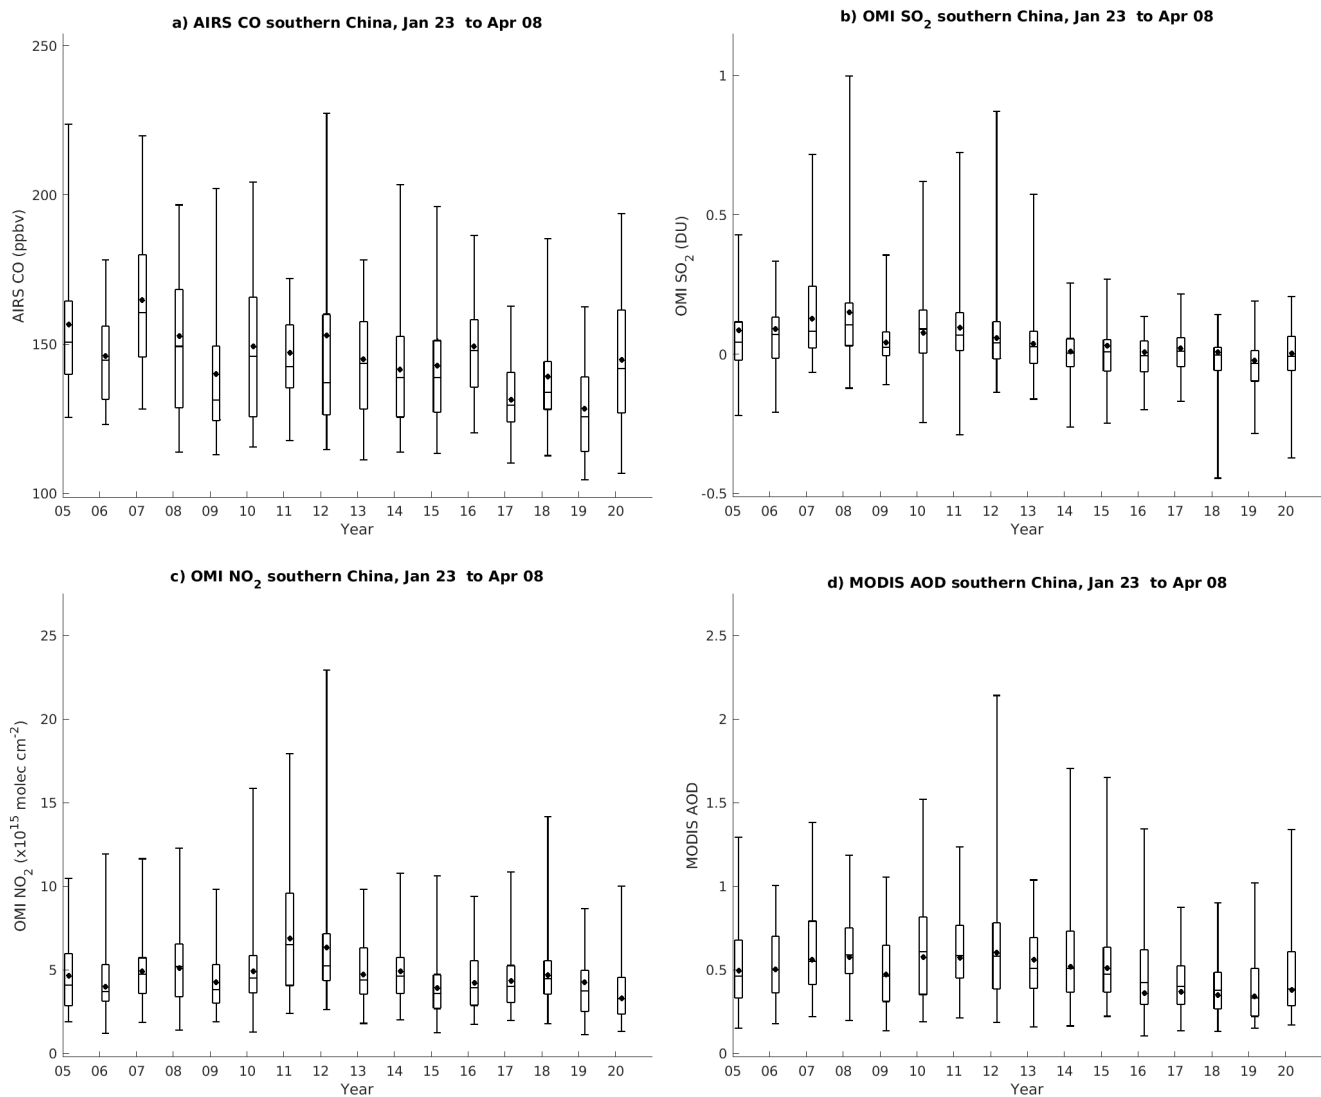 a) AIRS CO southern China, Jan 23 to Apr 08
250
200
150
100
AIRS CO (ppbv)
05 06 07 08 09 10 11 12 13 14 15 16 17 18 19 20
Year
b) OMI SO2 southern China, Jan 23 to Apr 08
1
0.5
0
-0.5
OMI SO2 (DU)
05 06 07 08 09 10 11 12 13 14 15 16 17 18 19 20
Year
c) OMI NO2 southern China, Jan 23 to Apr 08
25
20
15
10
5
0
OMI NO2 (x10^15 molec cm^-2)
05 06 07 08 09 10 11 12 13 14 15 16 17 18 19 20
Year
d) MODIS AOD southern China, Jan 23 to Apr 08
2.5
2
1.5
1
0.5
0
MODIS AOD
05 06 07 08 09 10 11 12 13 14 15 16 17 18 19 20
Year